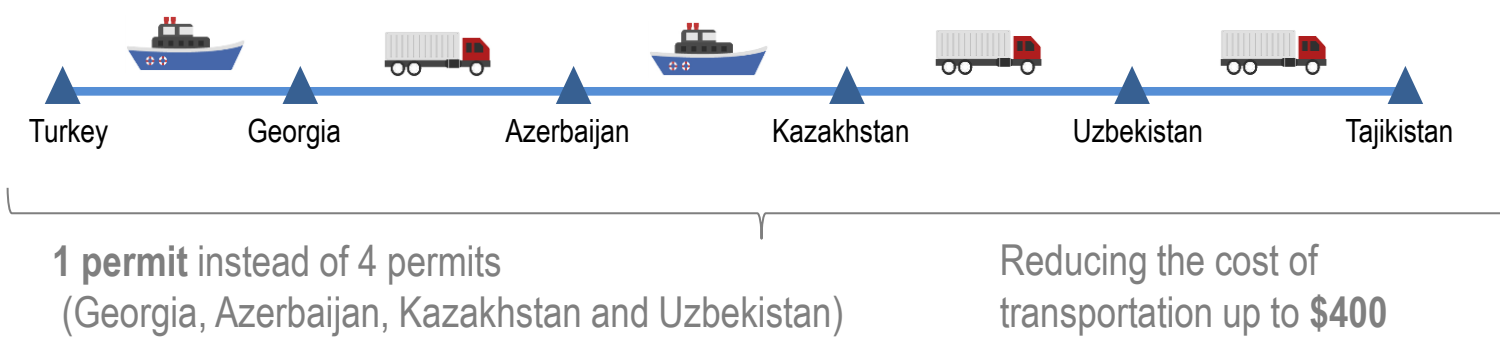 Turkey Georgia Azerbaijan Kazakhstan Uzbekistan Tajikistan
1 permit instead of 4 permits
(Georgia, Azerbaijan, Kazakhstan and Uzbekistan)
Reducing the cost of
transportation up to $400